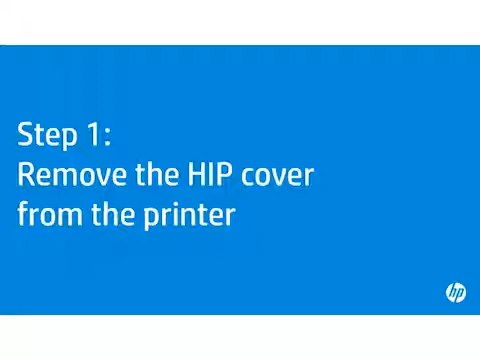 Step 1:
Remove the HIP cover
from the printer
hp